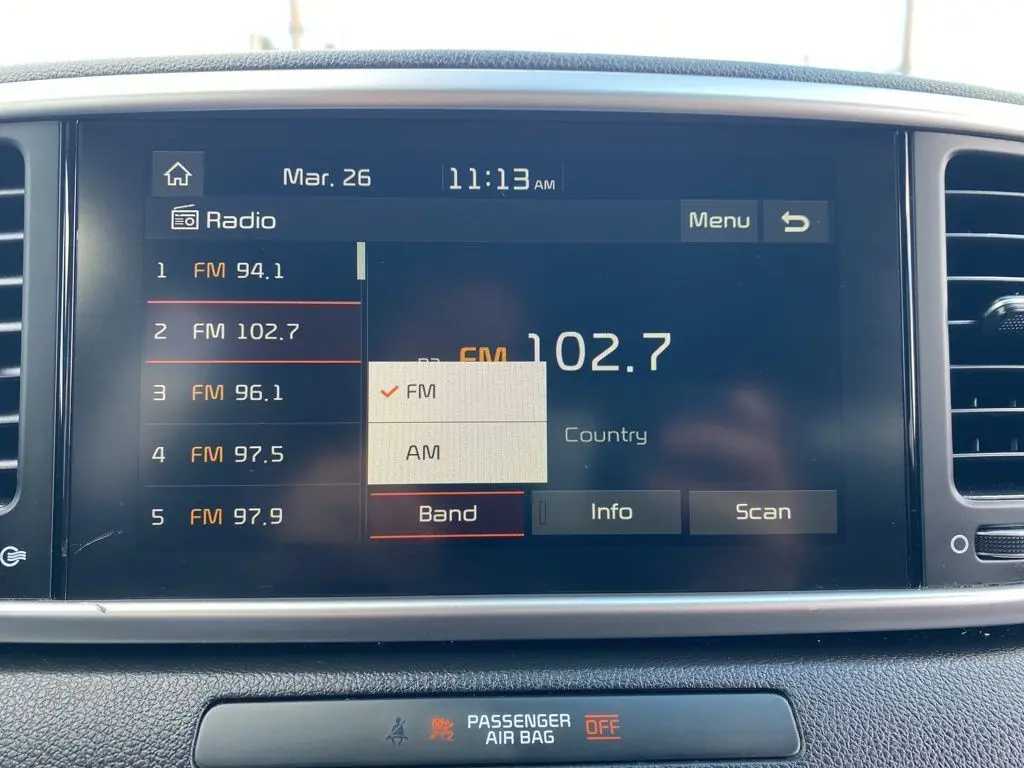 Mar. 26 11:13 AM
Radio Menu
1 FM 94.1
2 FM 102.7
3 FM 96.1
4 FM 97.5
5 FM 97.9
FM 102.7
Country
FM
AM
Band Info Scan
PASSENGER
AIR BAG OFF